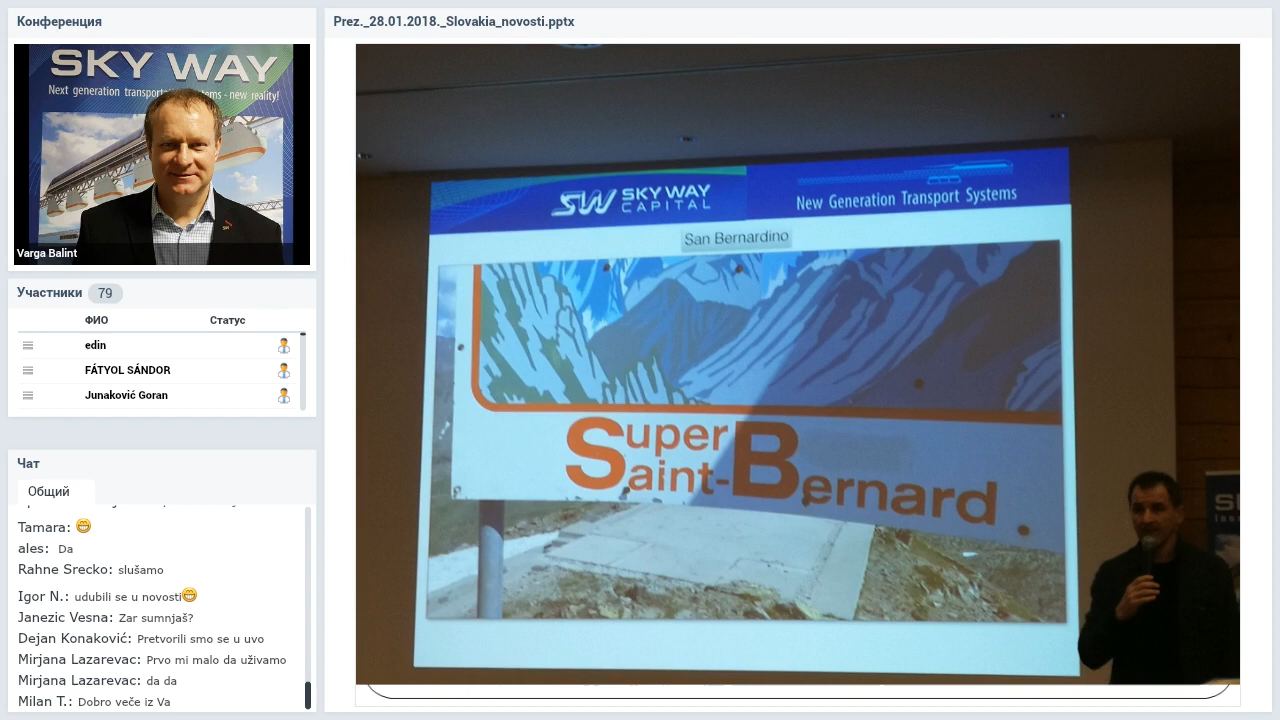 Конференция
SKY WAY
Next generation transport ems - new reality!
Varga Balint
Участники 79
ФИО Статус
edin
FÁTYOL SÁNDOR
Junaković Goran
Чат
Общий
Tamara:
ales: Da
Rahne Srecko: slušamo
Igor N.: udubili se u novosti
Janezic Vesna: Zar sumnjaš?
Dejan Konaković: Pretvorili smo se u uvo
Mirjana Lazarevac: Prvo mi malo da uživamo
Mirjana Lazarevac: da da
Milan T.: Dobro veče iz Va
Prez._28.01.2018._Slovakia_novosti.pptx
SW SKY WAY
CAPITAL
New Generation Transport Systems
San Bernardino
Super
Saint-Bernard